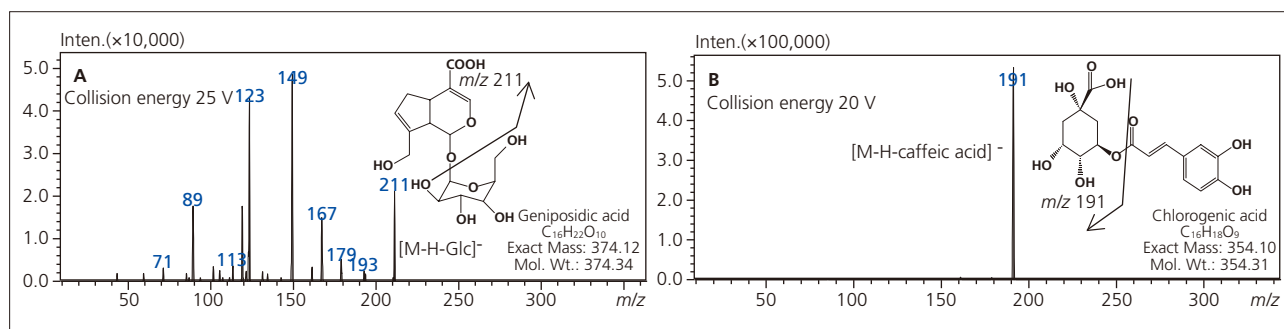 Inten.(×10,000)
A
Collision energy 25 V
5.0
4.0
3.0
2.0
1.0
0.0
149
123
89
211
167
71
113
179
193
COOH
m/z 211
O
HO
O
OH
HO
O
OH
OH
[M-H-Glc]-
Geniposidic acid
C16H22O10
Exact Mass: 374.12
Mol. Wt.: 374.34
50
100
150
200
250
300
m/z
Inten.(×100,000)
B
Collision energy 20 V
5.0
4.0
3.0
2.0
1.0
0.0
191
[M-H-caffeic acid] -
O
HO
OH
O
O
HO
OH
OH
OH
m/z 191
Chlorogenic acid
C16H18O9
Exact Mass: 354.10
Mol. Wt.: 354.31
50
100
150
200
250
300
m/z